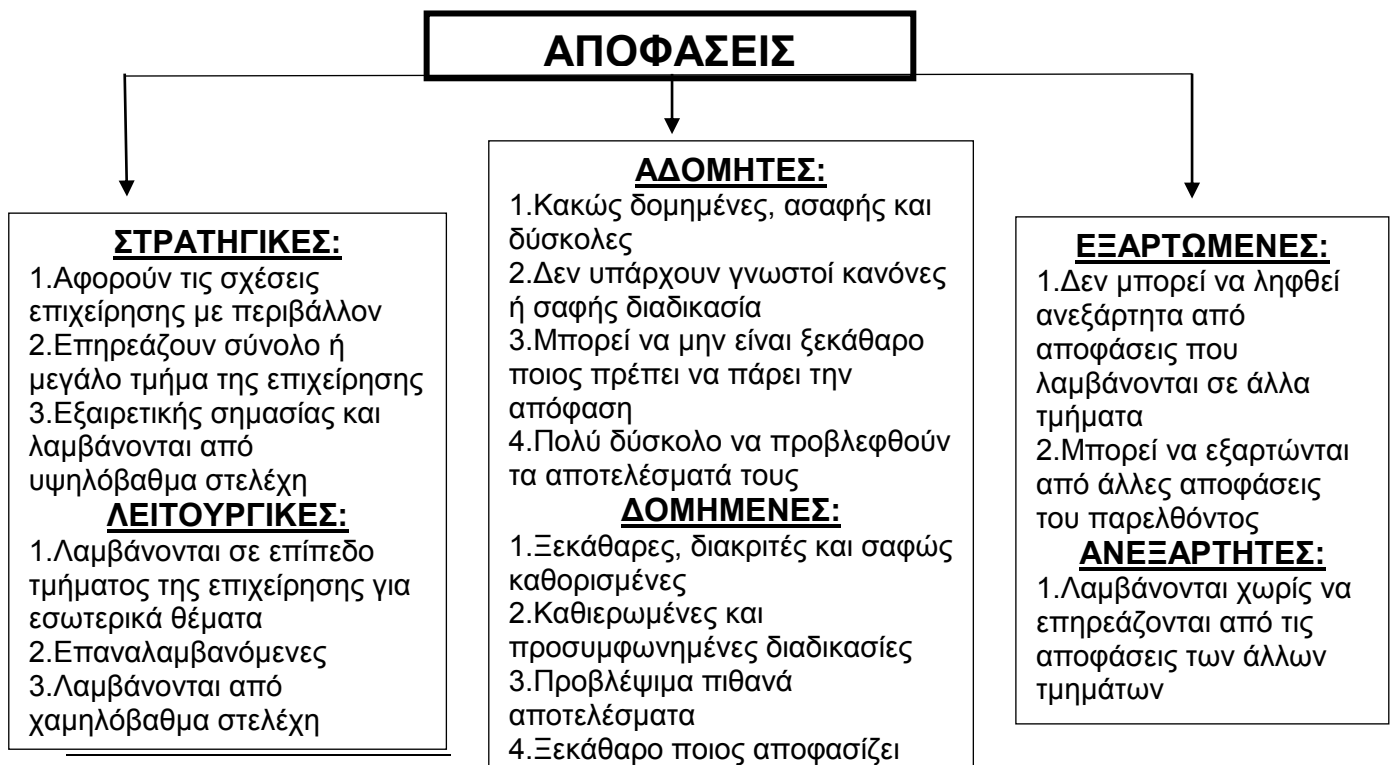 ΑΠΟΦΑΣΕΙΣ
ΣΤΡΑΤΗΓΙΚΕΣ:
1.Αφορούν τις σχέσεις
επιχείρησης με περιβάλλον
2.Επηρεάζουν σύνολο ή
μεγάλο τμήμα της επιχείρησης
3.Εξαιρετικής σημασίας και
λαμβάνονται από
υψηλόβαθμα στελέχη
ΛΕΙΤΟΥΡΓΙΚΕΣ:
1.Λαμβάνονται σε επίπεδο
τμήματος της επιχείρησης για
εσωτερικά θέματα
2.Επαναλαμβανόμενες
3.Λαμβάνονται από
χαμηλόβαθμα στελέχη
ΑΔΟΜΗΤΕΣ:
1.Κακώς δομημένες, ασαφής και
δύσκολες
2.Δεν υπάρχουν γνωστοί κανόνες
ή σαφής διαδικασία
3.Μπορεί να μην είναι ξεκάθαρο
ποιος πρέπει να πάρει την
απόφαση
4.Πολύ δύσκολο να προβλεφθούν
τα αποτελέσματά τους
ΔΟΜΗΜΕΝΕΣ:
1.Ξεκάθαρες, διακριτές και σαφώς
καθορισμένες
2.Καθιερωμένες και
προσυμφωνημένες διαδικασίες
3.Προβλέψιμα πιθανά
αποτελέσματα
4.Ξεκάθαρο ποιος αποφασίζει
ΕΞΑΡΤΩΜΕΝΕΣ:
1.Δεν μπορεί να ληφθεί
ανεξάρτητα από
αποφάσεις που
λαμβάνονται σε άλλα
τμήματα
2.Μπορεί να εξαρτώνται
από άλλες αποφάσεις
του παρελθόντος
ΑΝΕΞΑΡΤΗΤΕΣ:
1.Λαμβάνονται χωρίς να
επηρεάζονται από τις
αποφάσεις των άλλων
τμημάτων